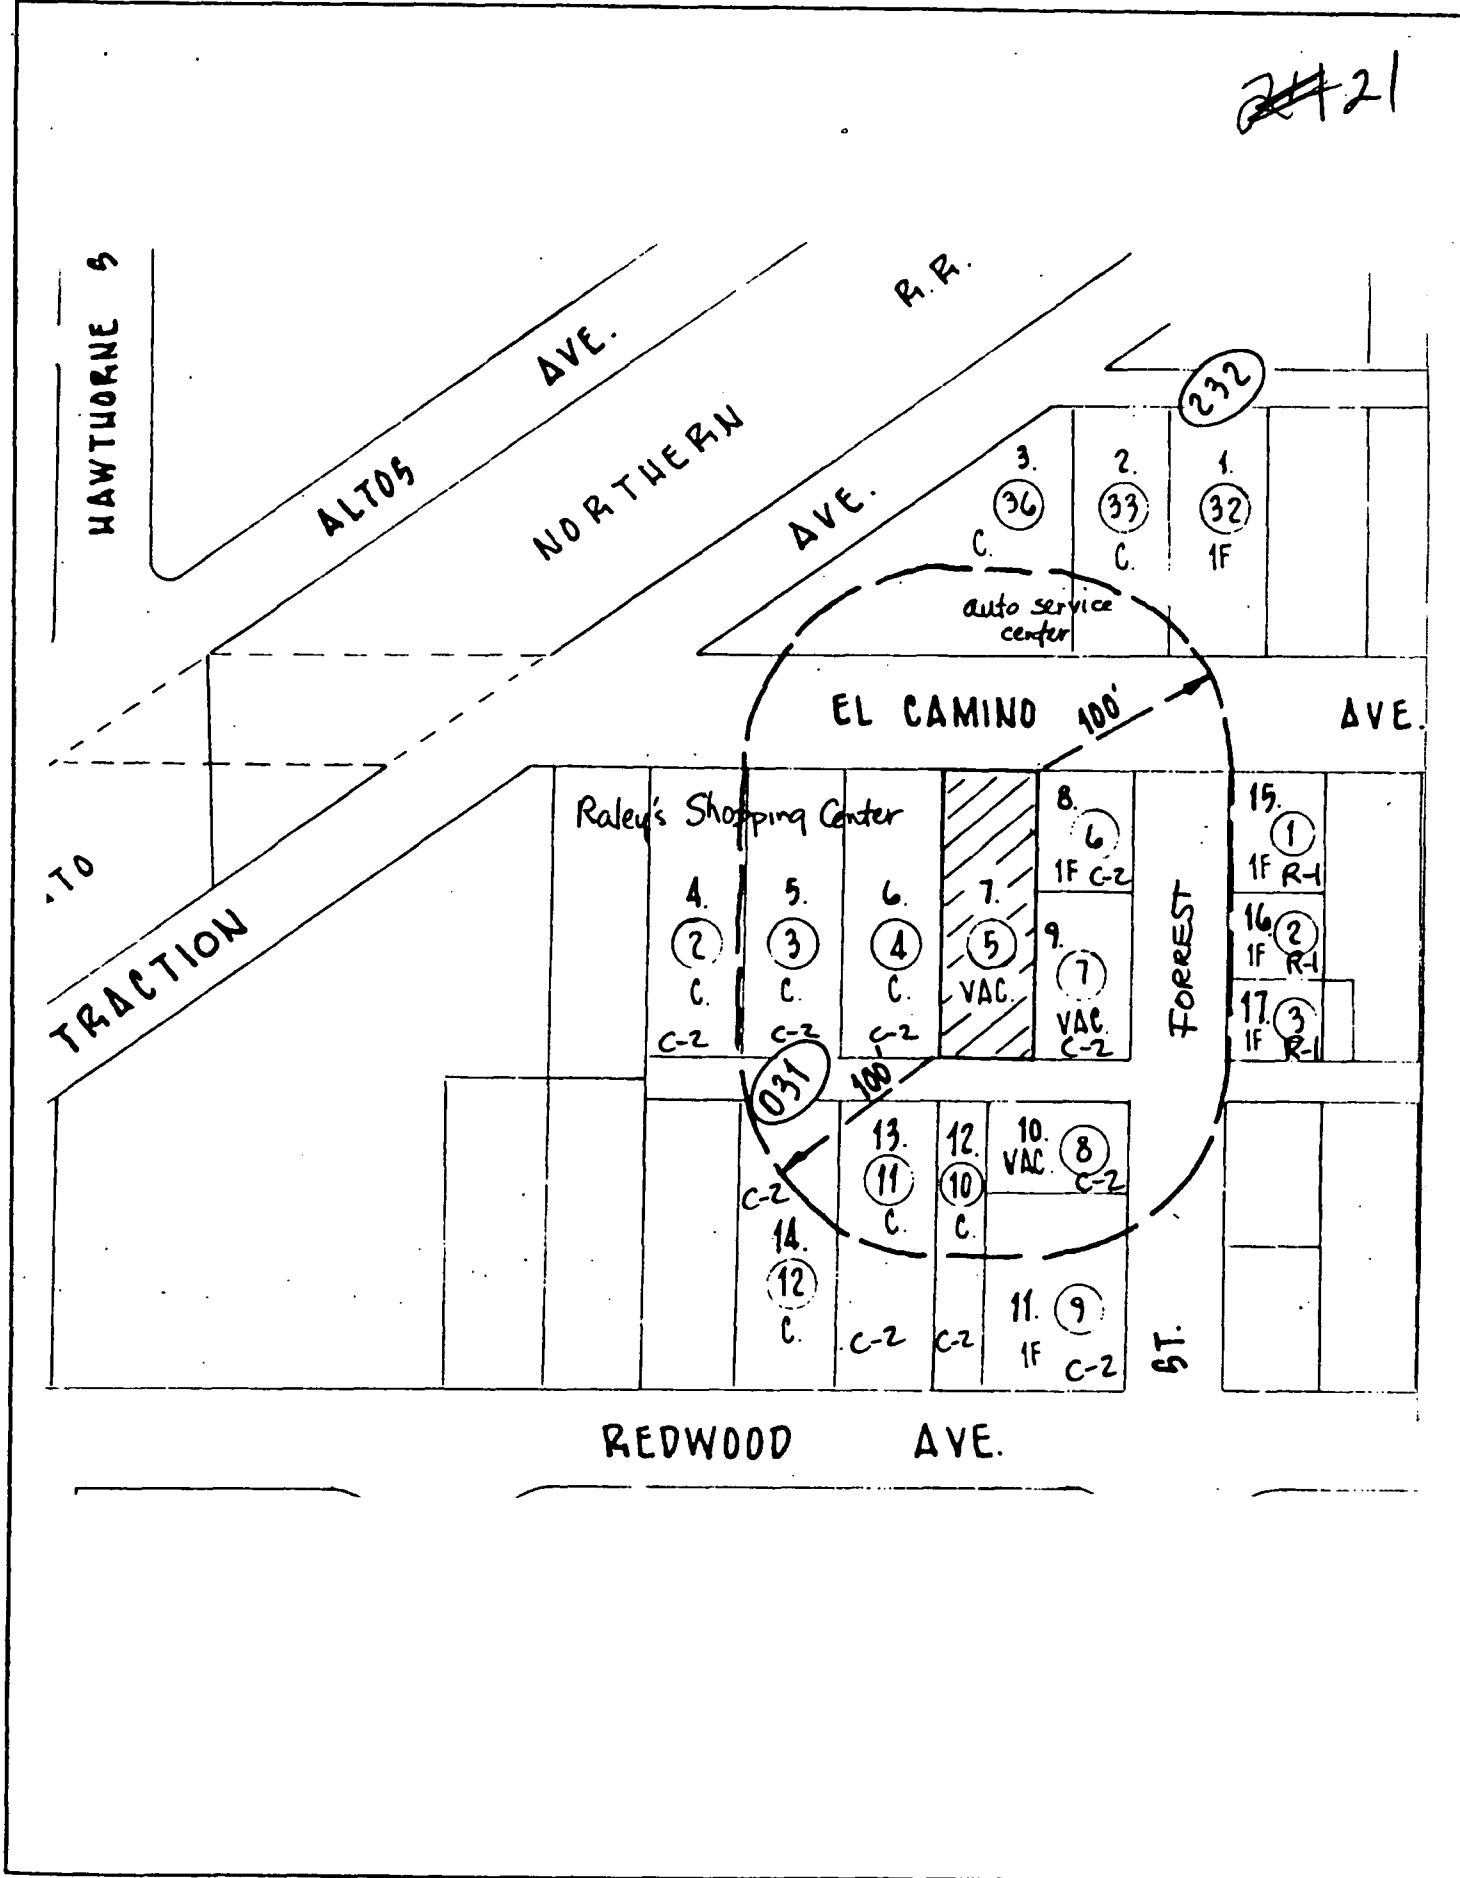 21
HAWTHORNE S
ALTOS AVE.
NORTHERN
R.R.
AVE.
232
3.
36
C.
2.
33
C.
1.
32
1F
auto service
center
EL CAMINO AVE.
100'
Raley's Shopping Center
4.
2
C.
C-2
5.
3
C.
C-2
6.
4
C.
C-2
7.
5
VAC.
8.
6
1F C-2
9.
7
VAC.
C-2
FORREST
ST.
15.
1
1F R-1
16.
2
1F R-1
17.
3
1F R-1
TO
TRACTION
031
100'
13.
11
C.
C-2
12.
10
C.
C-2
10.
VAC.
8
C-2
C-2
14.
12
C.
11.
9
1F
C-2
REDWOOD AVE.